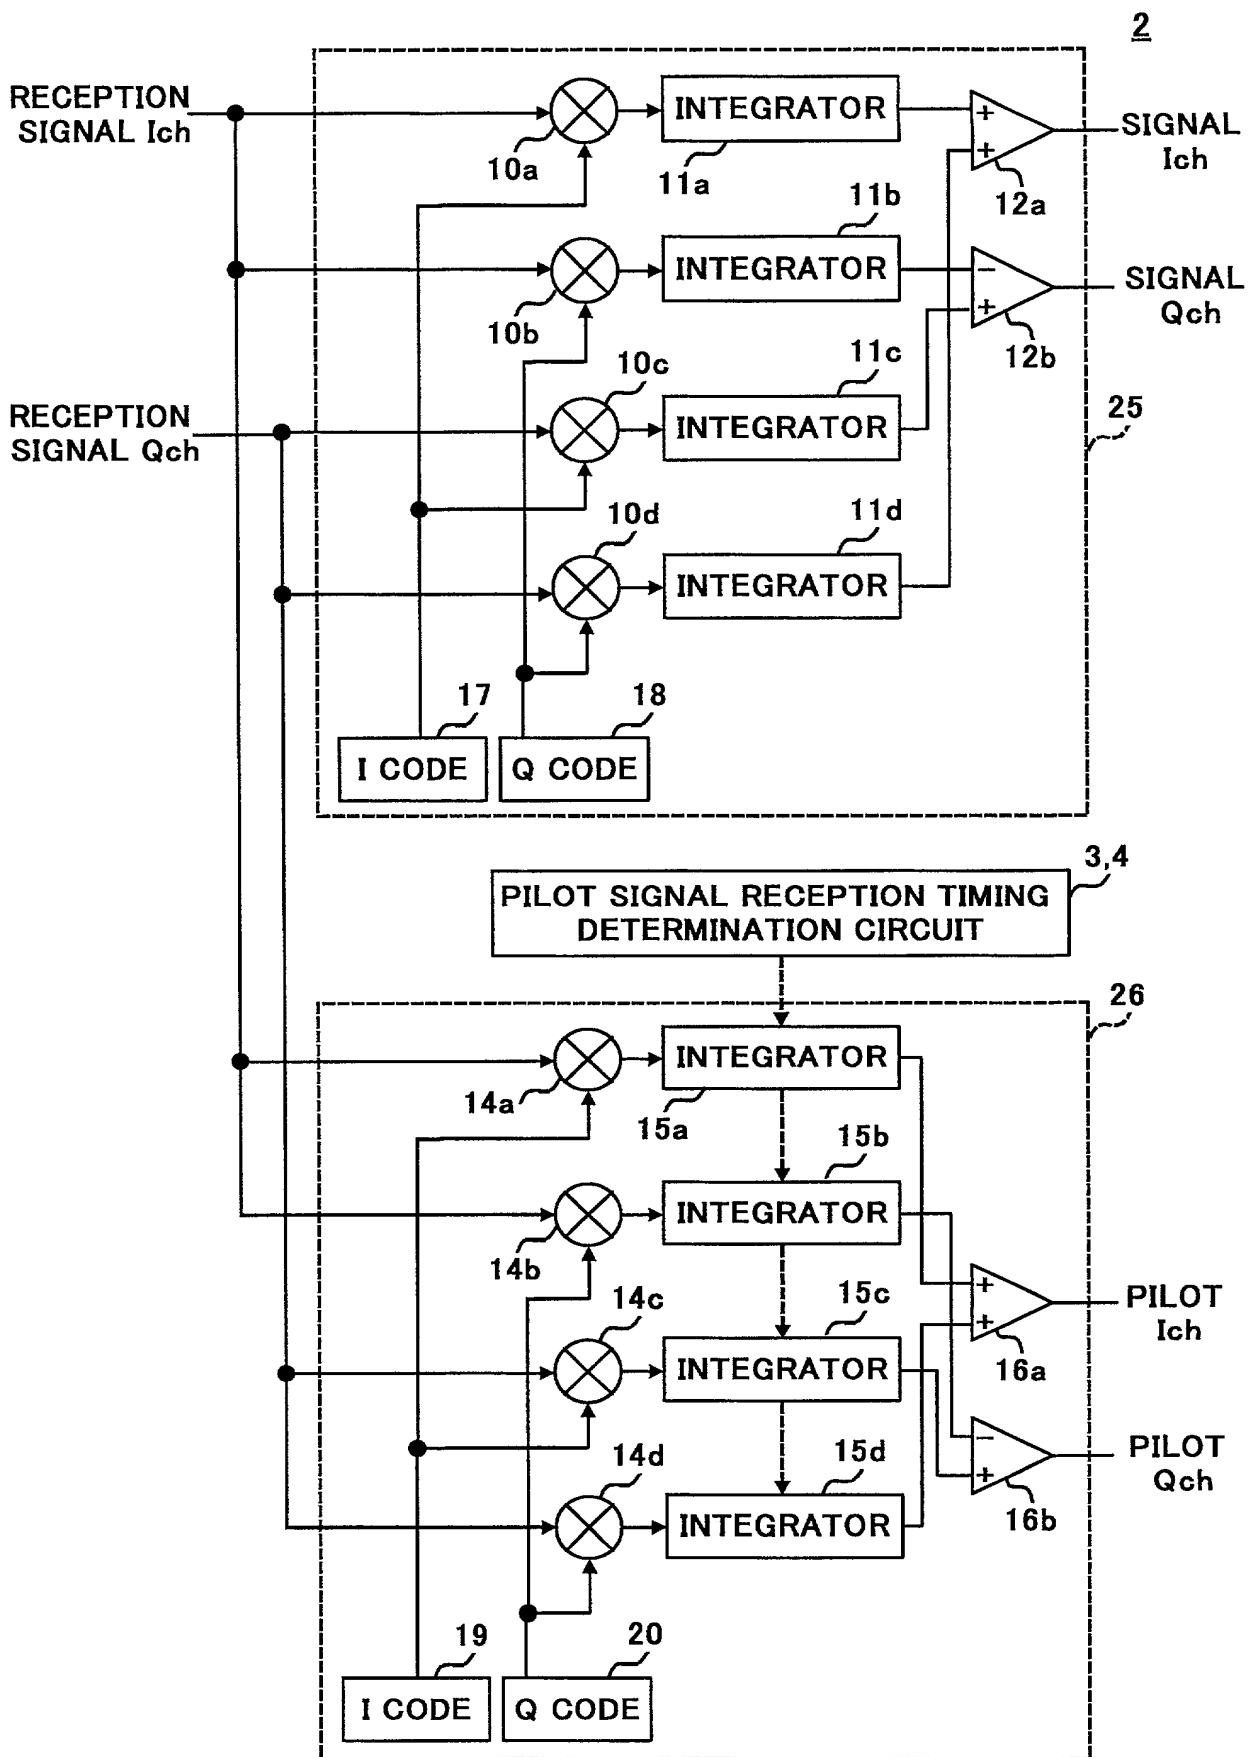 2
RECEPTION
SIGNAL Ich
10a
INTEGRATOR
11a
+
+
12a
SIGNAL
Ich
10b
11b
INTEGRATOR
−
+
12b
SIGNAL
Qch
RECEPTION
SIGNAL Qch
10c
11c
INTEGRATOR
25
10d
11d
INTEGRATOR
17
I CODE
18
Q CODE
3,4
PILOT SIGNAL RECEPTION TIMING
DETERMINATION CIRCUIT
26
14a
INTEGRATOR
15a
14b
15b
INTEGRATOR
14c
15c
INTEGRATOR
+
+
16a
PILOT
Ich
14d
15d
INTEGRATOR
−
+
16b
PILOT
Qch
19
I CODE
20
Q CODE